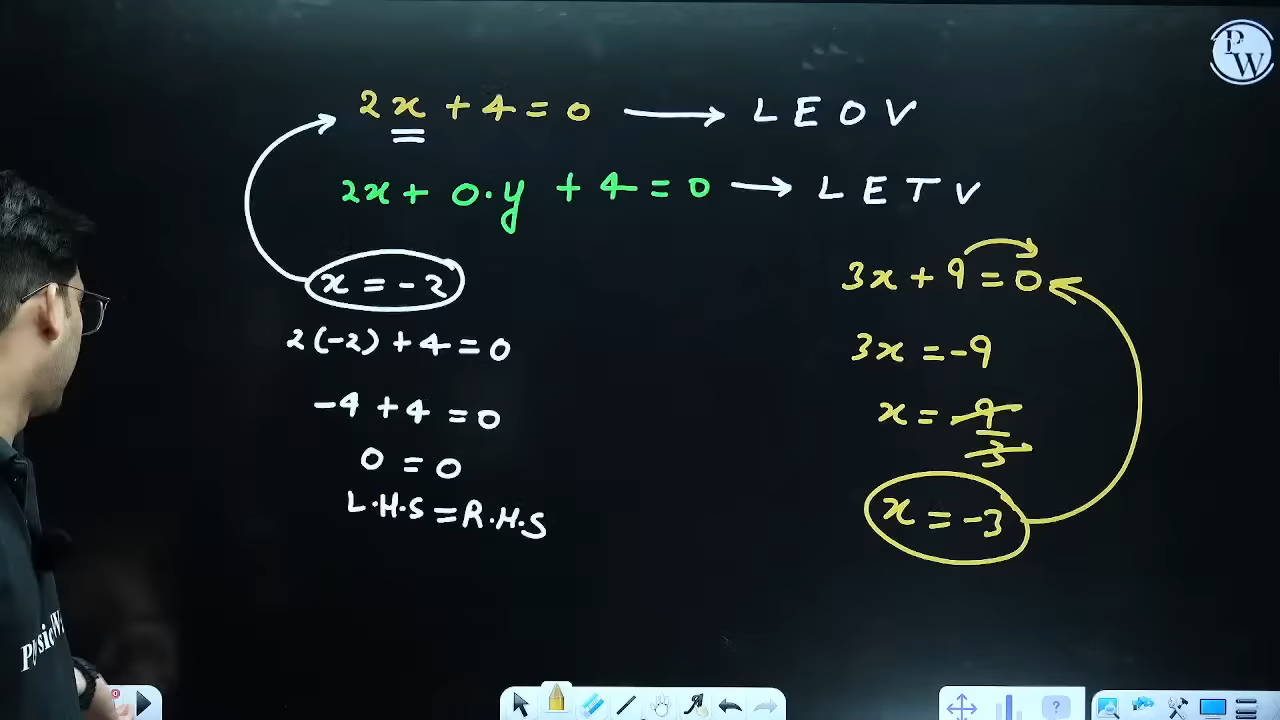 PW
2x + 4 = 0 → LEOV
2x + 0.y + 4 = 0 → LETV
x = -2
2(-2) + 4 = 0
-4 + 4 = 0
0 = 0
L.H.S = R.H.S
3x + 9 = 0
3x = -9
x = -9/3
x = -3